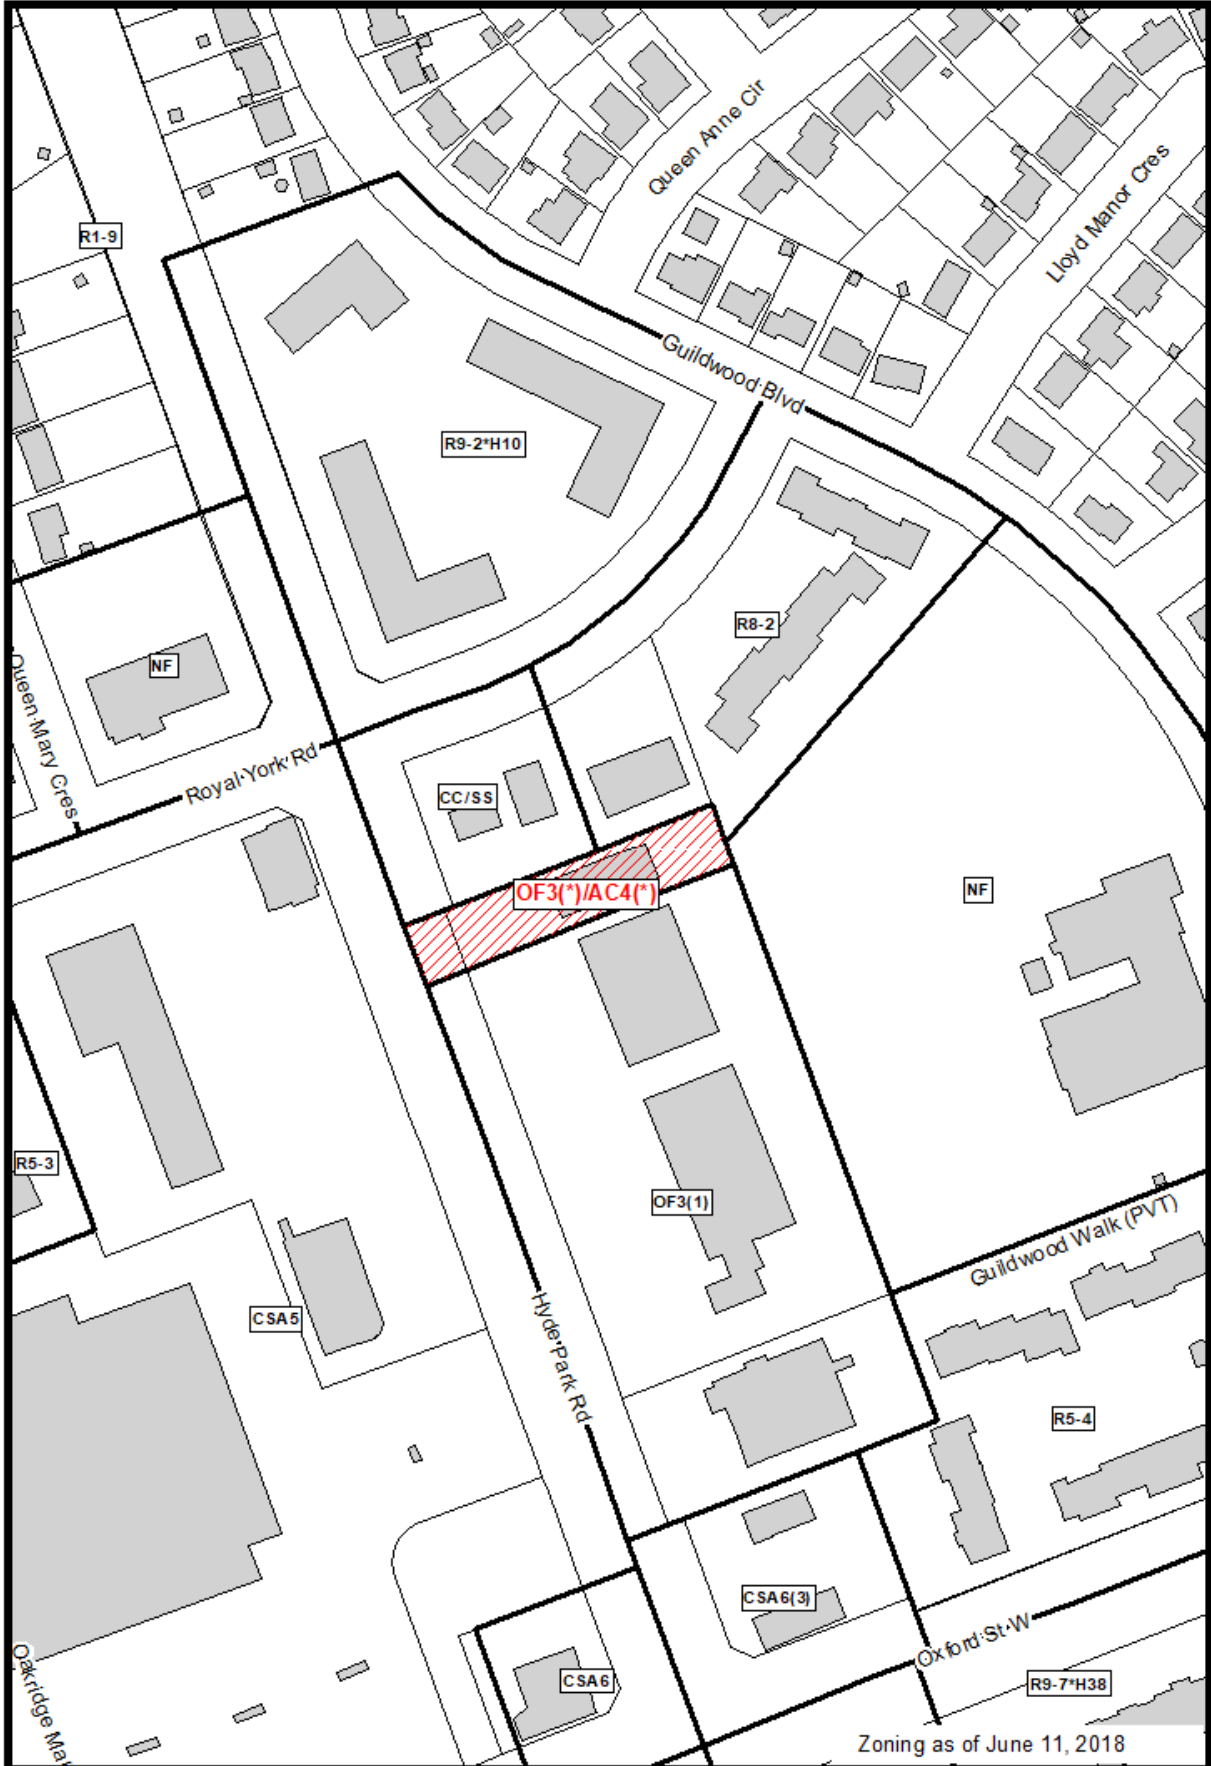 Queen Anne Cir
Lloyd Manor Cres
R1-9
Guildwood Blvd
R9-2*H10
R8-2
NF
Queen Mary Cres
Royal York Rd
CC/SS
OF3(*)/AC4(*)
NF
R5-3
OF3(1)
Guildwood Walk (PVT)
CSA5
Hyde Park Rd
R5-4
CSA6(3)
Oxford St W
Oakridge
CSA6
R9-7*H38
Zoning as of June 11, 2018